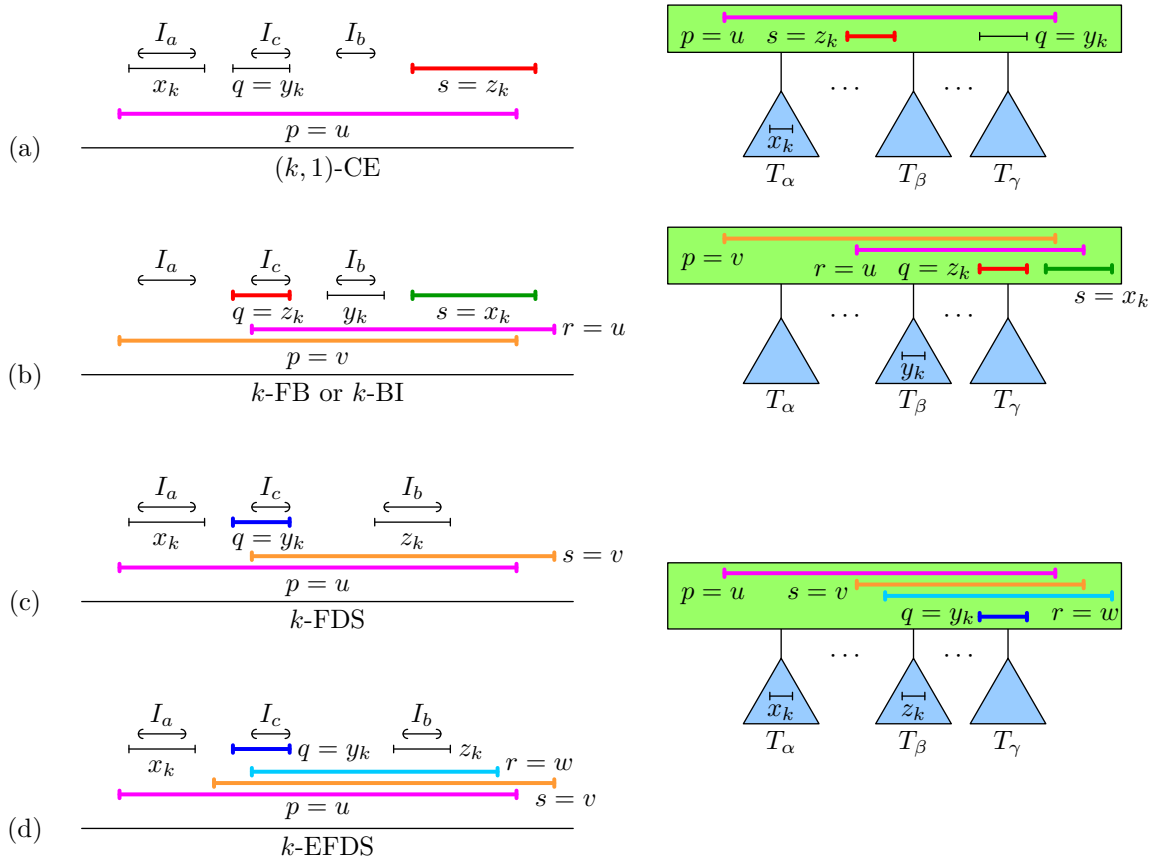 I_a I_c I_b
x_k q = y_k s = z_k
p = u
(a)
(k, 1)-CE
p = u s = z_k q = y_k
... ...
x_k
T_α T_β T_γ
I_a I_c I_b
q = z_k y_k s = x_k
r = u
p = v
(b)
k-FB or k-BI
p = v
r = u q = z_k
s = x_k
... ...
y_k
T_α T_β T_γ
I_a I_c I_b
x_k q = y_k z_k
s = v
p = u
(c)
k-FDS
p = u s = v
q = y_k r = w
... ...
x_k z_k
T_α T_β T_γ
I_a I_c I_b
x_k q = y_k z_k
r = w
s = v
p = u
(d)
k-EFDS